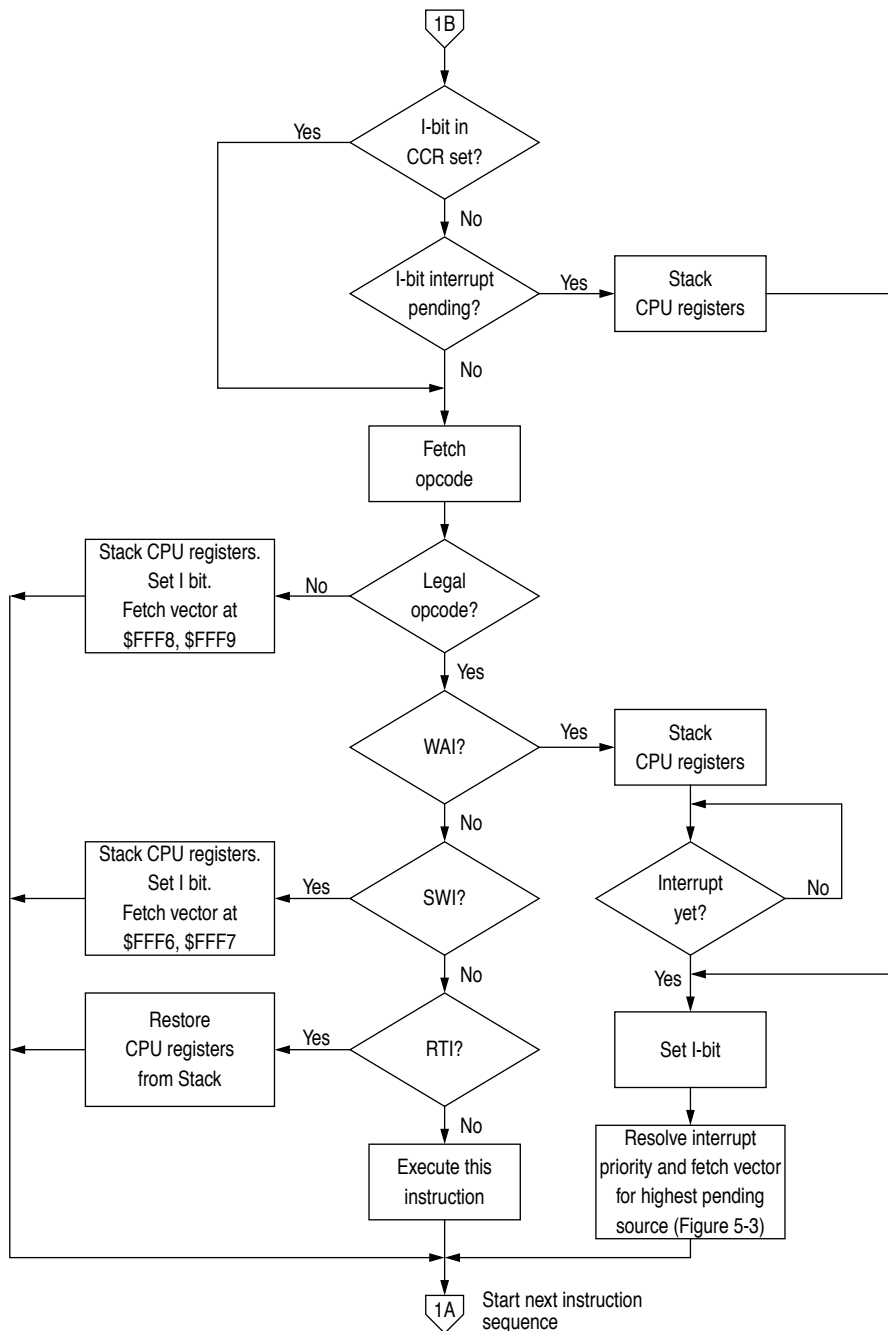 1B
I-bit in
CCR set?
Yes
No
I-bit interrupt
pending?
Yes
Stack
CPU registers
No
Fetch
opcode
Stack CPU registers.
Set I bit.
Fetch vector at
$FFF8, $FFF9
No
Legal
opcode?
Yes
WAI?
Yes
Stack
CPU registers
No
Stack CPU registers.
Set I bit.
Fetch vector at
$FFF6, $FFF7
Yes
SWI?
Interrupt
yet?
No
No
Yes
Restore
CPU registers
from Stack
Yes
RTI?
Set I-bit
No
Execute this
instruction
Resolve interrupt
priority and fetch vector
for highest pending
source (Figure 5-3)
1A
Start next instruction
sequence